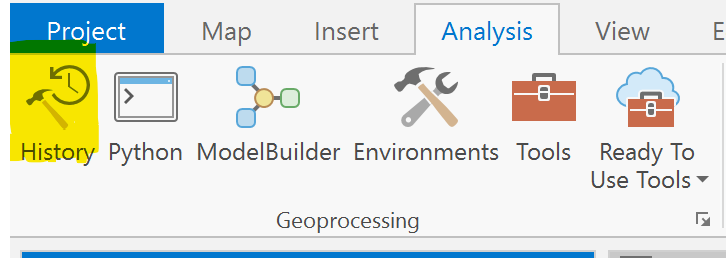 Project Map Insert Analysis View E
History Python ModelBuilder Environments Tools Ready To
Use Tools
Geoprocessing